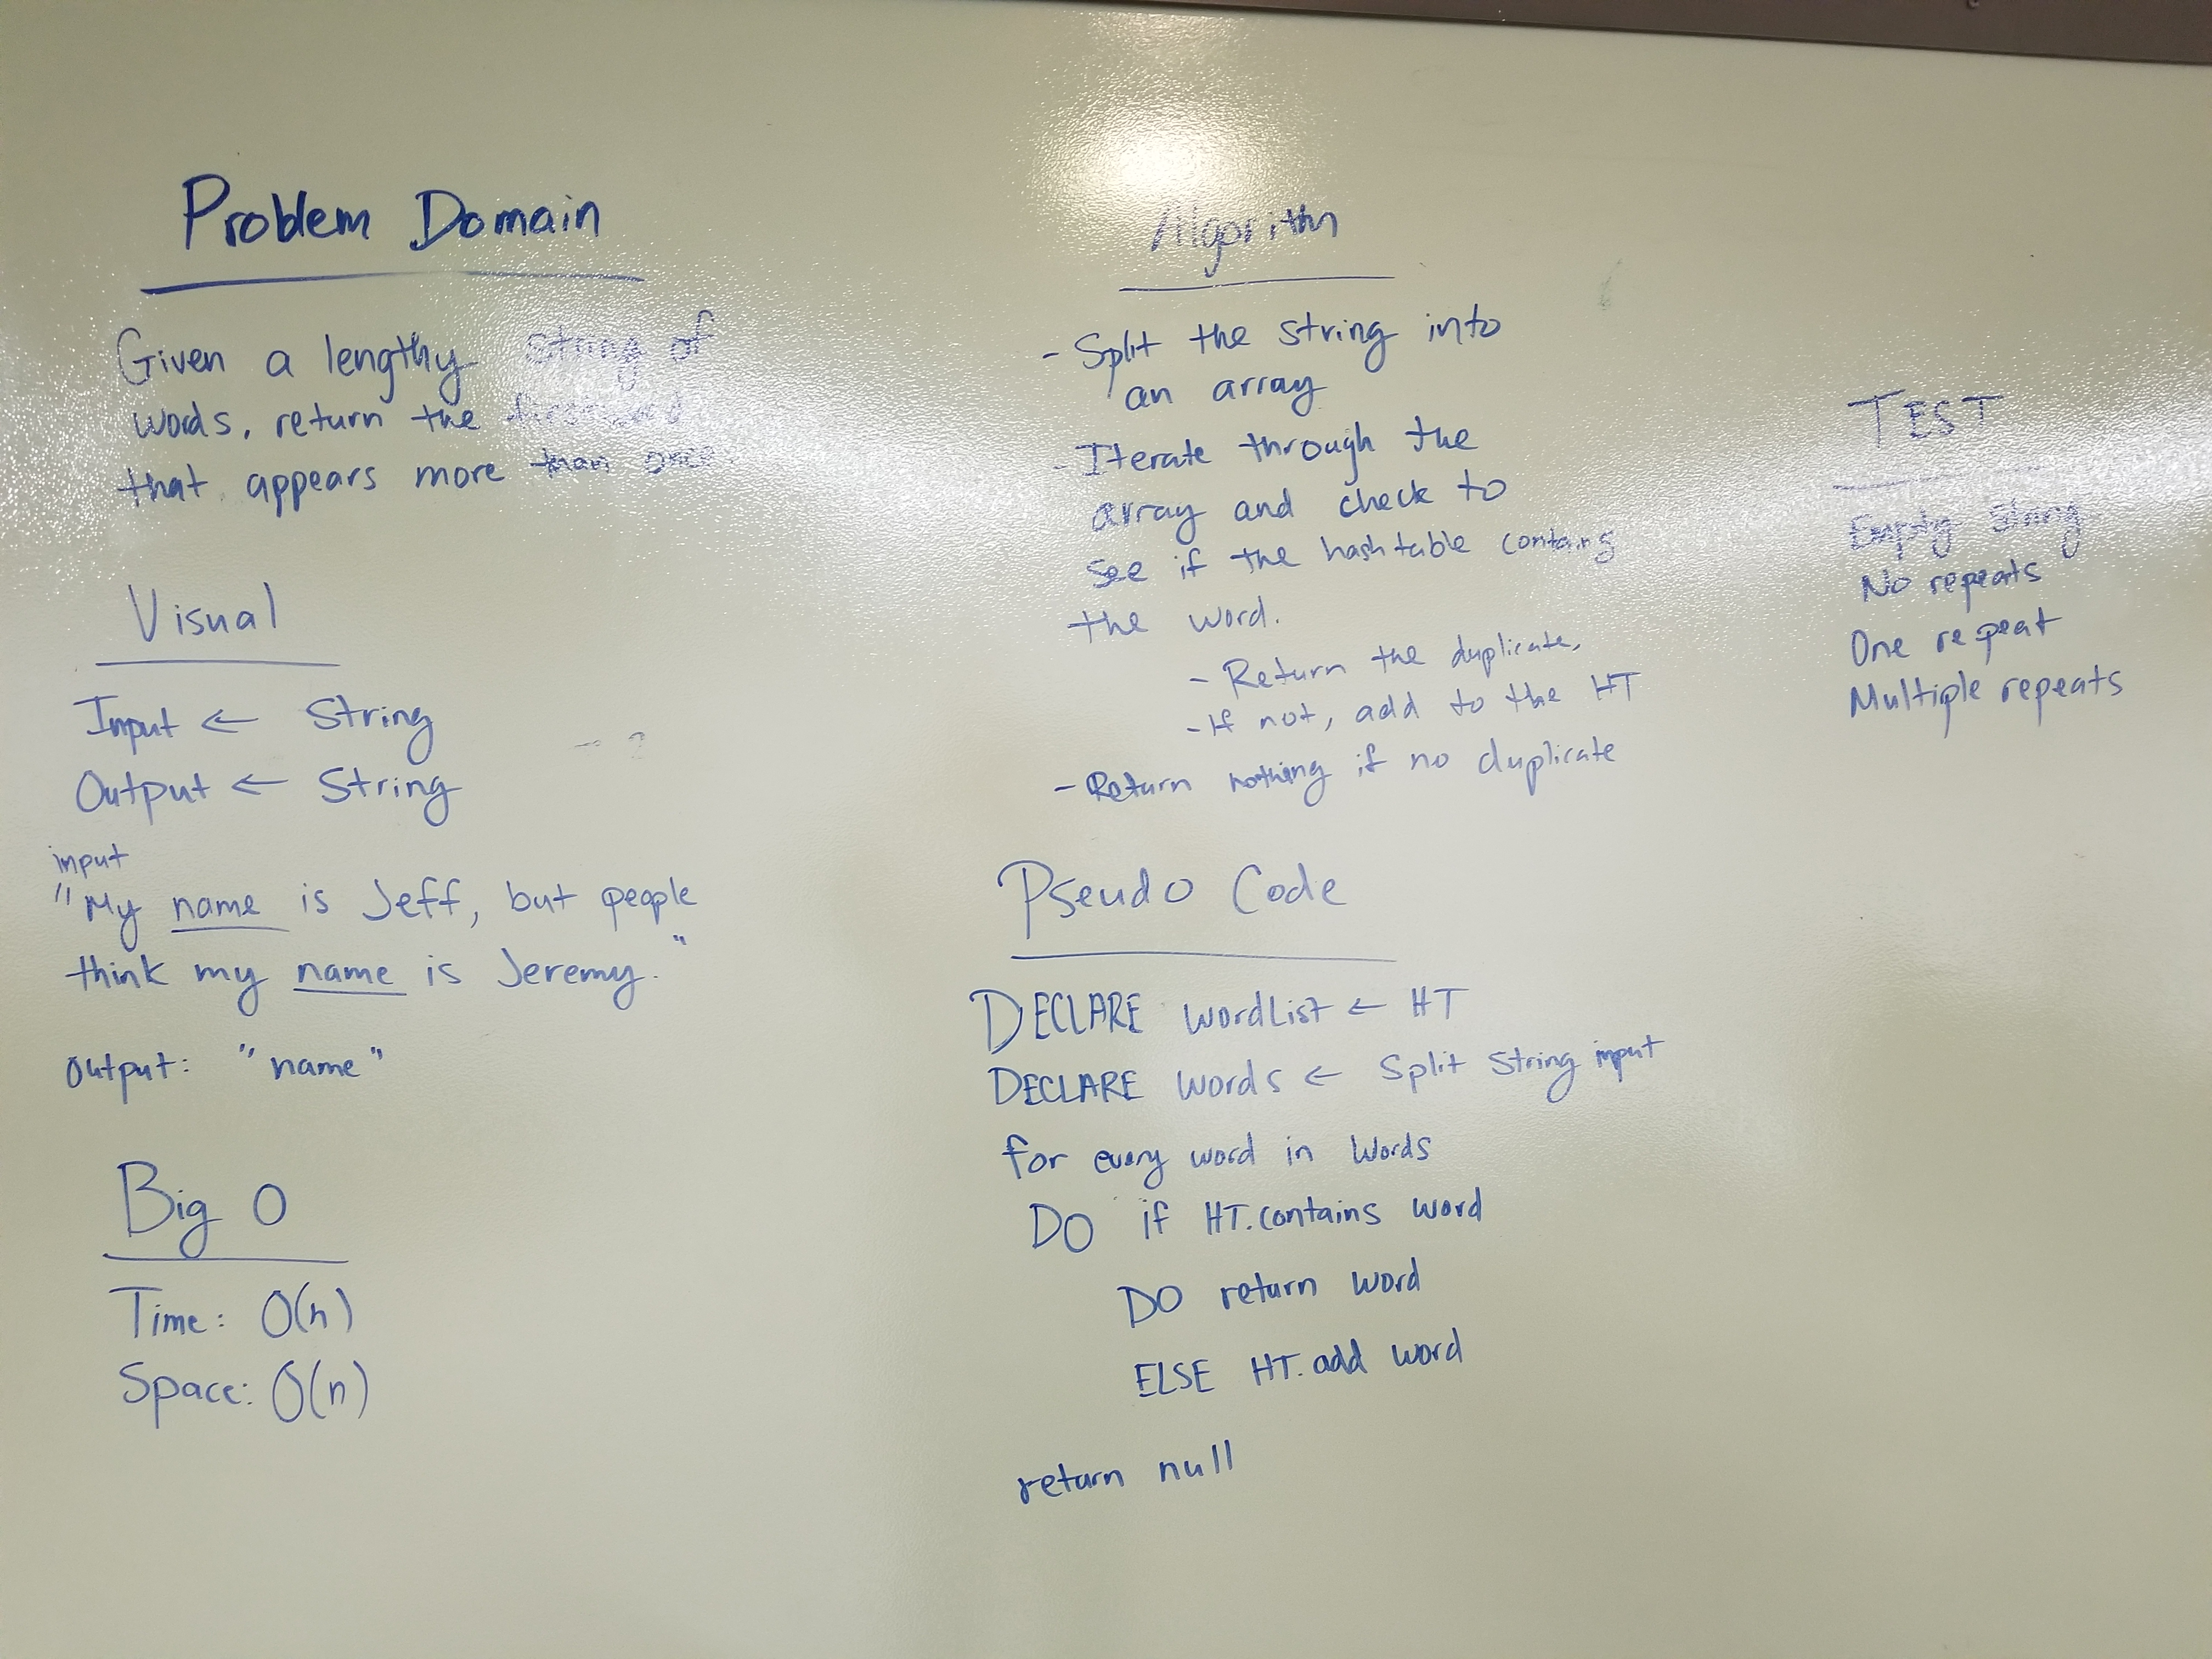 Problem Domain
Given a lengthy string of
words, return the first word
that appears more than once.
Visual
Input ← String
Output ← String
input
"My name is Jeff, but people
think my name is Jeremy."
Output: "name"
Big O
Time: O(n)
Space: O(n)
Algorithm
- Split the string into
an array
- Iterate through the
array and check to
see if the hashtable contains
the word.
- Return the duplicate,
- If not, add to the HT
- Return nothing if no duplicate
Pseudo Code
DECLARE wordList ← HT
DECLARE words ← Split String input
for every word in words
DO if HT.contains word
DO return word
ELSE HT.add word
return null
TEST
Empty string
No repeats
One repeat
Multiple repeats